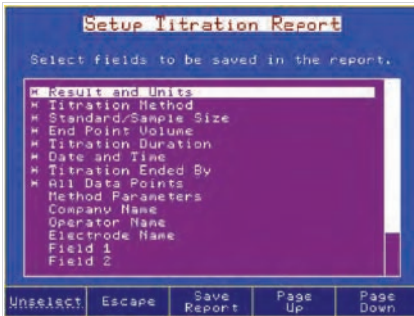 Setup Titration Report
Select fields to be saved in the report.
* Result and Units
* Titration Method
* Standard/Sample Size
* End Point Volume
* Titration Duration
* Date and Time
* Titration Ended By
* All Data Points
Method Parameters
Company Name
Operator Name
Electrode Name
Field 1
Field 2
Unselect Escape Save Report Page Up Page Down